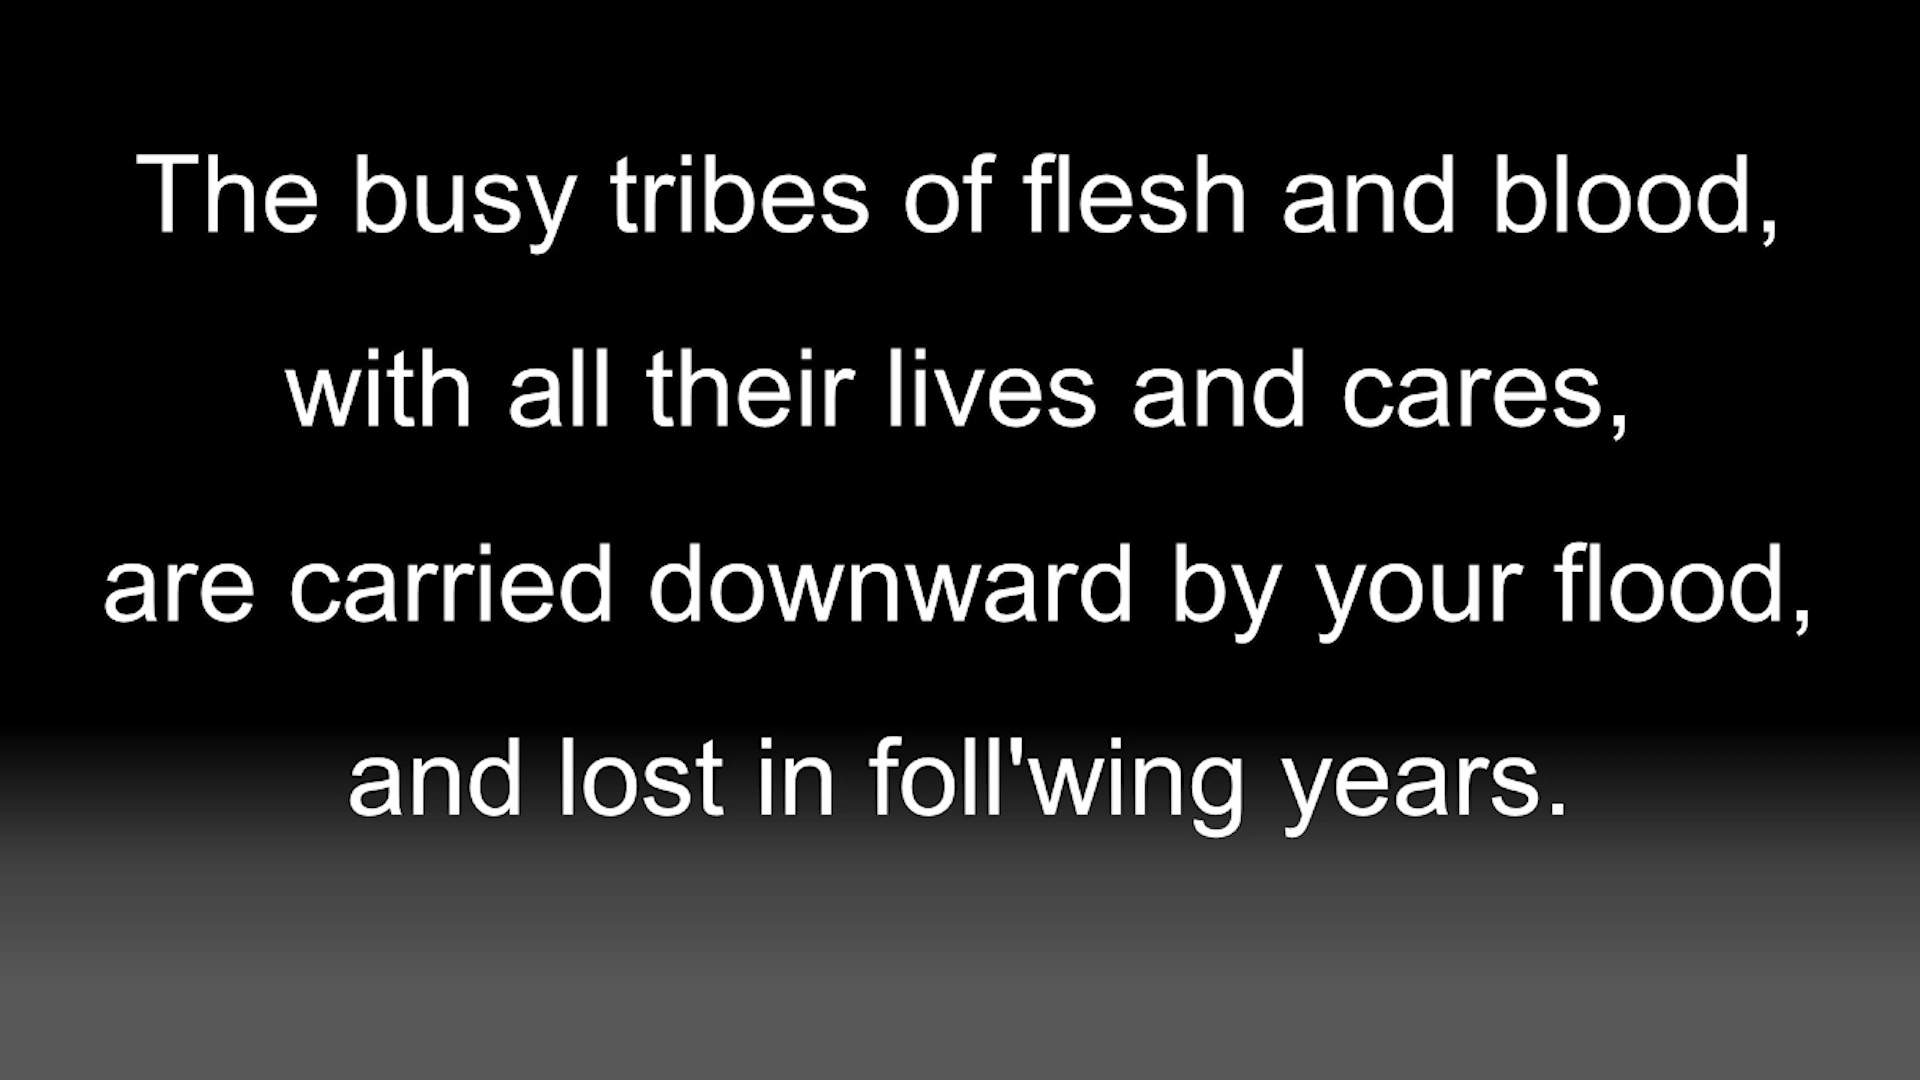 The busy tribes of flesh and blood,
with all their lives and cares,
are carried downward by your flood,
and lost in foll'wing years.